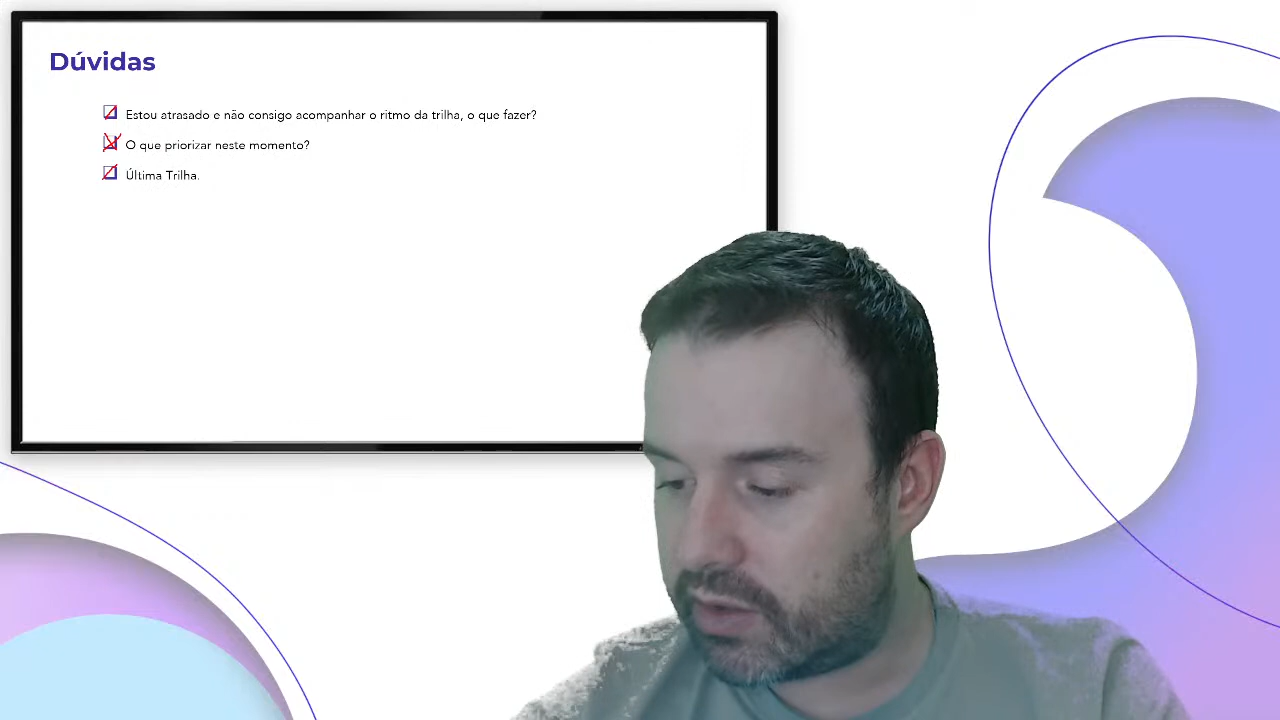 Dúvidas
Estou atrasado e não consigo acompanhar o ritmo da trilha, o que fazer?
O que priorizar neste momento?
Última Trilha.